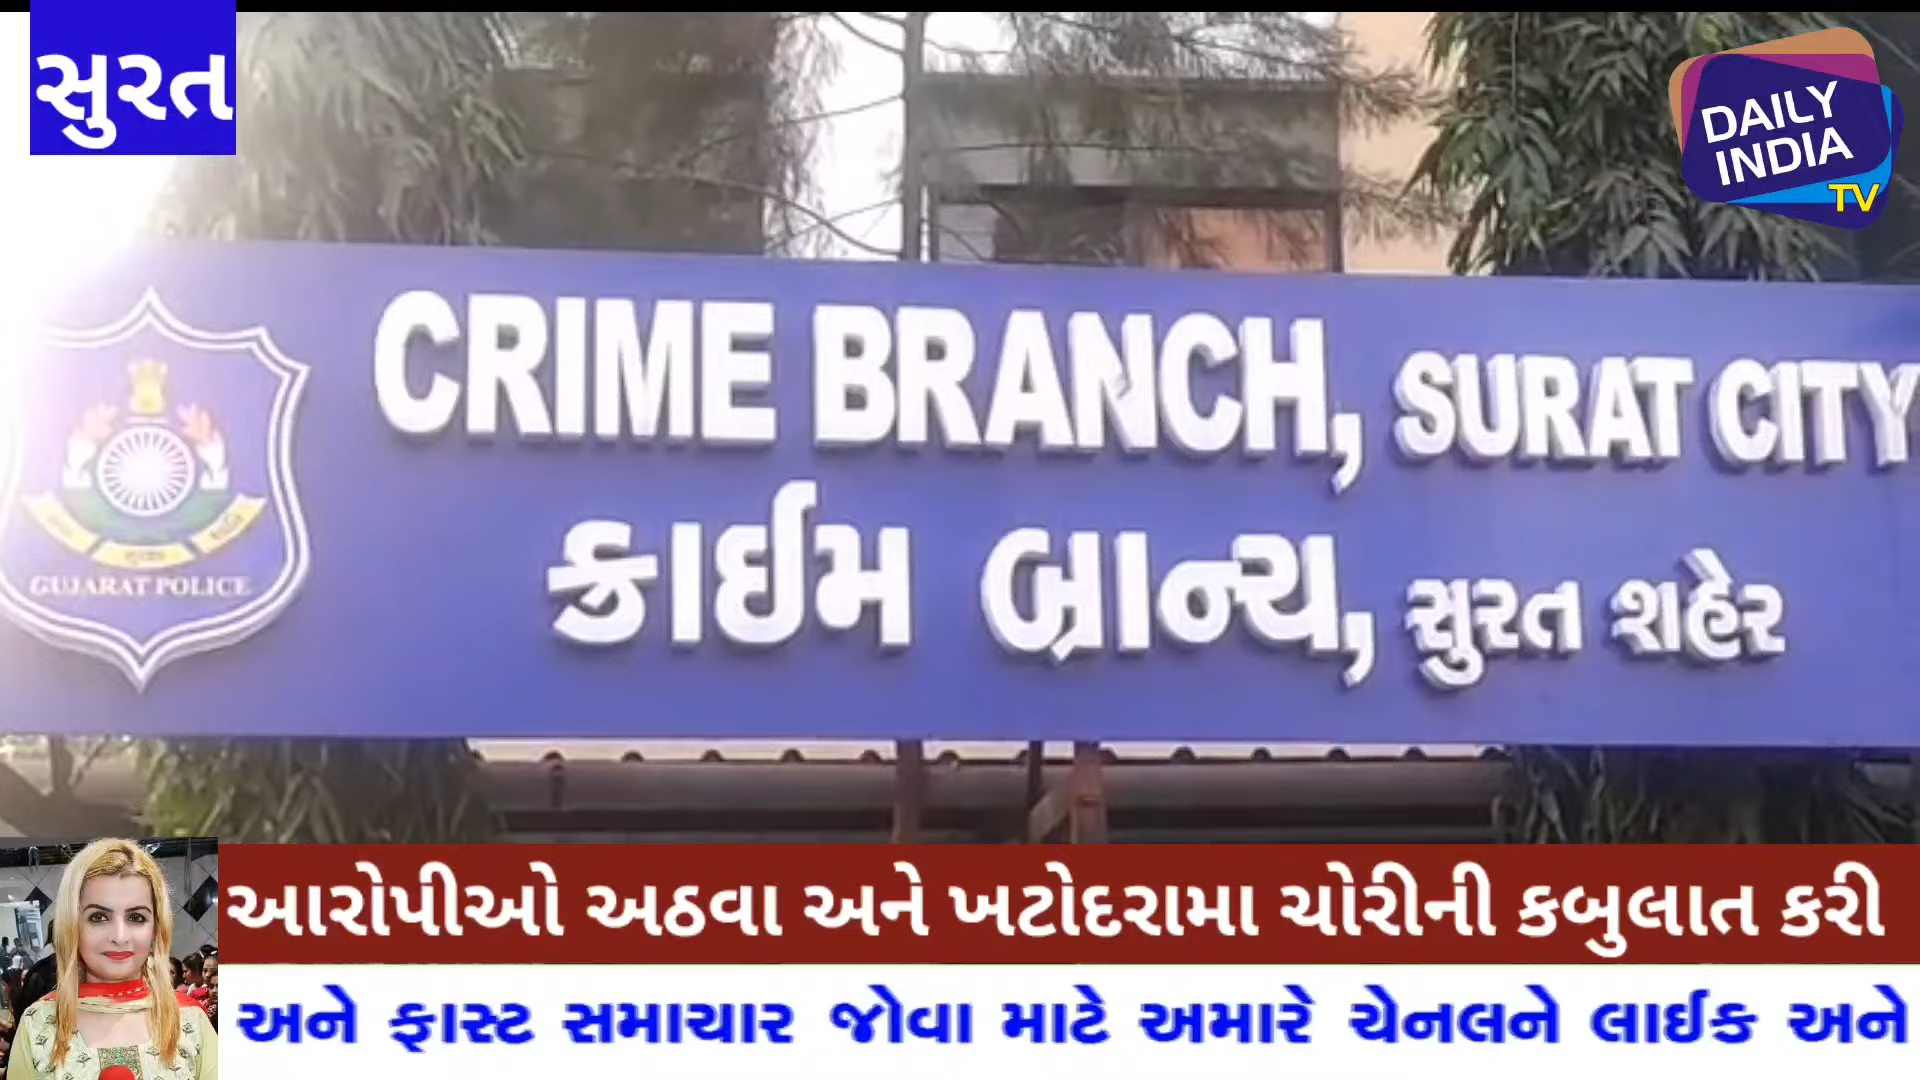 સુરત
DAILY
INDIA
TV
CRIME BRANCH, SURAT CITY
ક્રાઈમ બ્રાન્ચ, સુરત શહેર
GUJARAT POLICE
આરોપીઓ અઠવા અને ખટોદરામા ચોરીની કબુલાત કરી
અને ફાસ્ટ સમાચાર જોવા માટે અમારે ચેનલને લાઈક અને